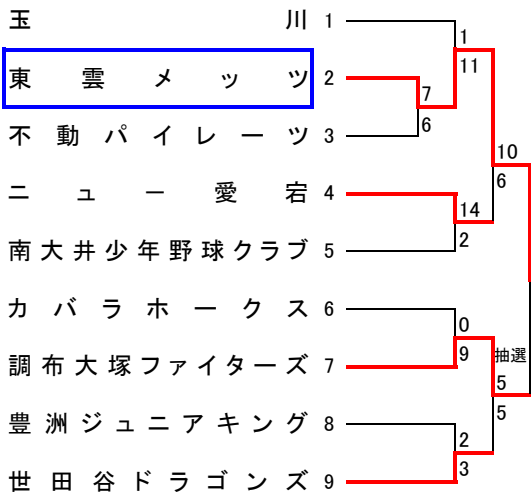 玉川 1
東雲メッツ 2
不動パイレーツ 3
ニュー愛宕 4
南大井少年野球クラブ 5
カバラホークス 6
調布大塚ファイターズ 7
豊洲ジュニアキング 8
世田谷ドラゴンズ 9
1
11
7
6
10
6
14
2
0
9
抽選
5
5
2
3